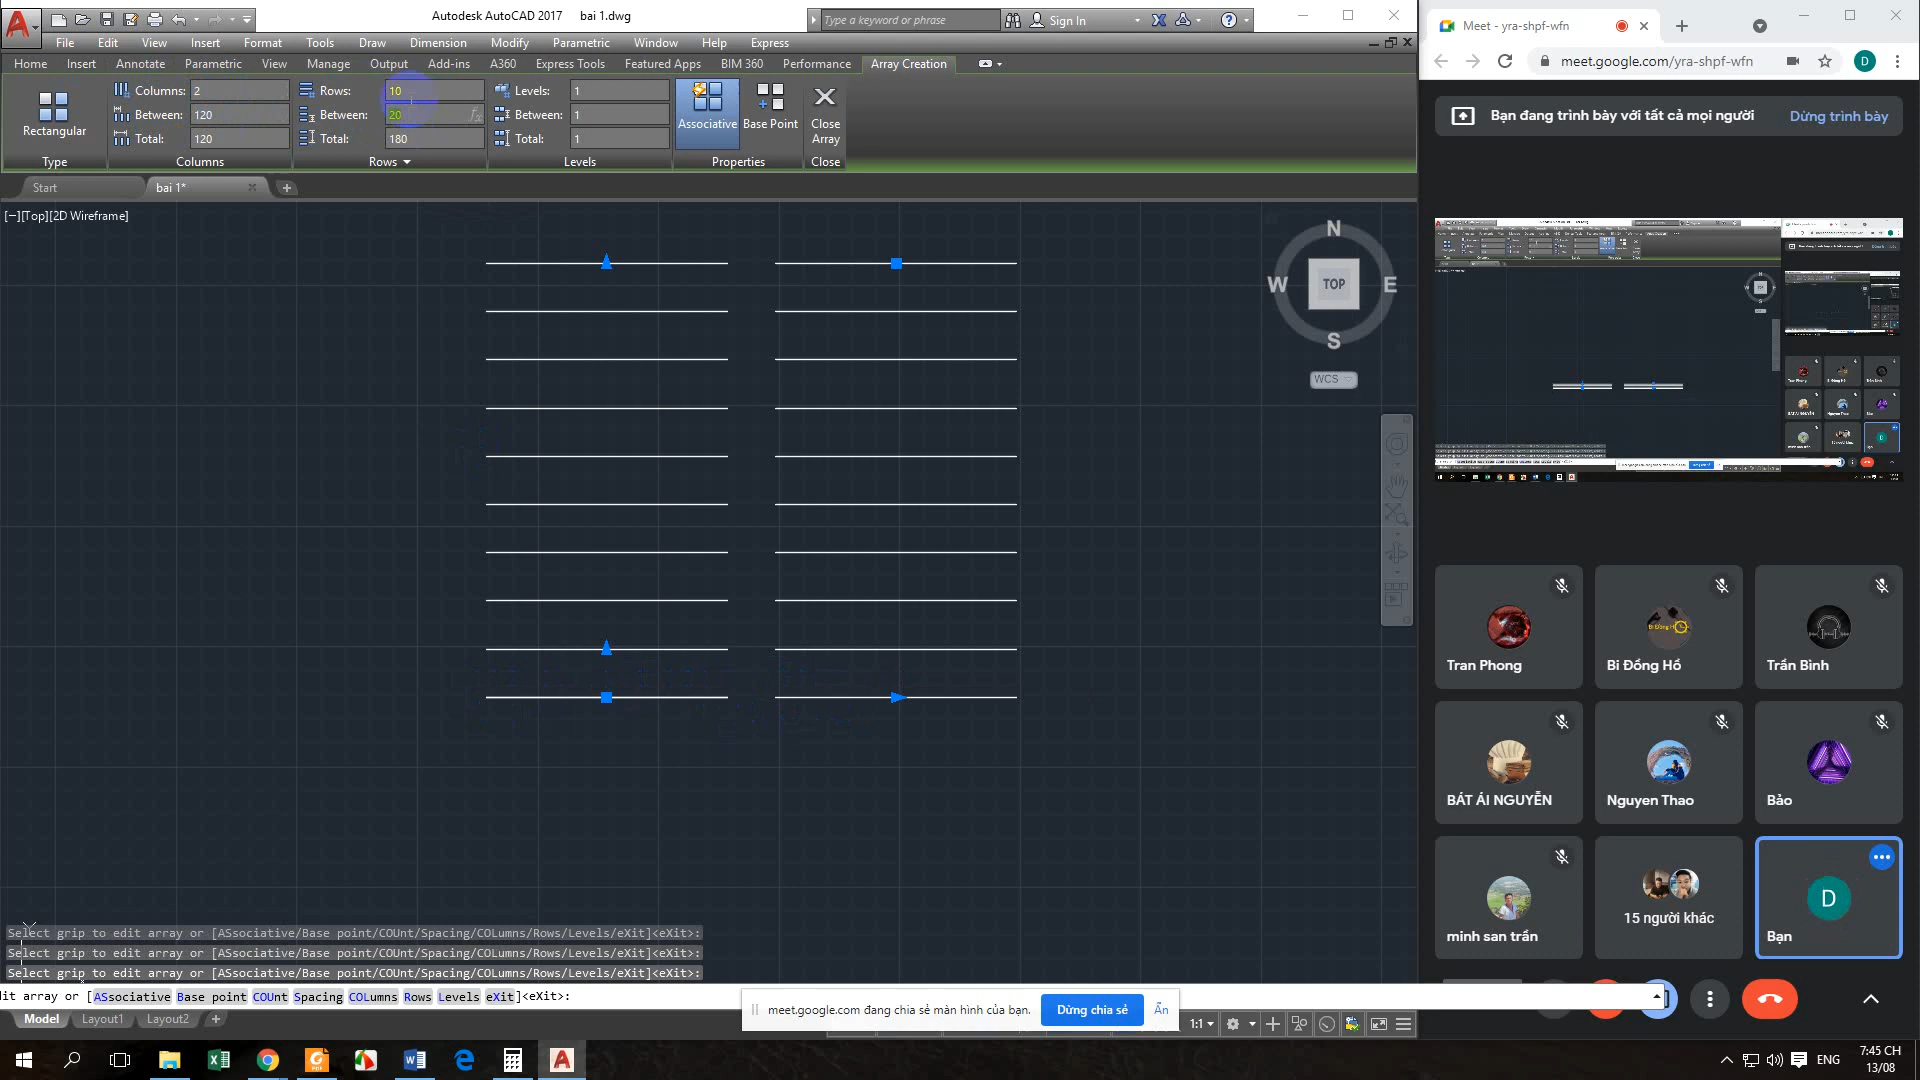 Autodesk AutoCAD 2017 bai 1.dwg
Type a keyword or phrase
Sign In
File Edit View Insert Format Tools Draw Dimension Modify Parametric Window Help Express
Home Insert Annotate Parametric View Manage Output Add-ins A360 Express Tools Featured Apps BIM 360 Performance Array Creation
Columns: 2 Rows: 10 Levels: 1
Between: 120 Between: 20 Between: 1
Total: 120 Total: 180 Total: 1
Rectangular
Associative Base Point Close
Array
Type Columns Rows Levels Properties Close
Start bai 1*
[−][Top][2D Wireframe]
N
W TOP E
S
WCS
Select grip to edit array or [ASsociative/Base point/COUnt/Spacing/COLumns/Rows/Levels/eXit]<eXit>:
Select grip to edit array or [ASsociative/Base point/COUnt/Spacing/COLumns/Rows/Levels/eXit]<eXit>:
Select grip to edit array or [ASsociative/Base point/COUnt/Spacing/COLumns/Rows/Levels/eXit]<eXit>:
dit array or [ASsociative Base point COUnt Spacing COLumns Rows Levels eXit]<eXit>:
meet.google.com đang chia sẻ màn hình của bạn. Dừng chia sẻ Ẩn
Model Layout1 Layout2
1:1
Meet - yra-shpf-wfn
meet.google.com/yra-shpf-wfn
D
Bạn đang trình bày với tất cả mọi người Dừng trình bày
Tran Phong
Bi Đồng Hồ
Trần Bình
BÁT ÁI NGUYỄN
Nguyen Thao
Bảo
minh san trần
15 người khác
D
Bạn
ENG
7:45 CH
13/08